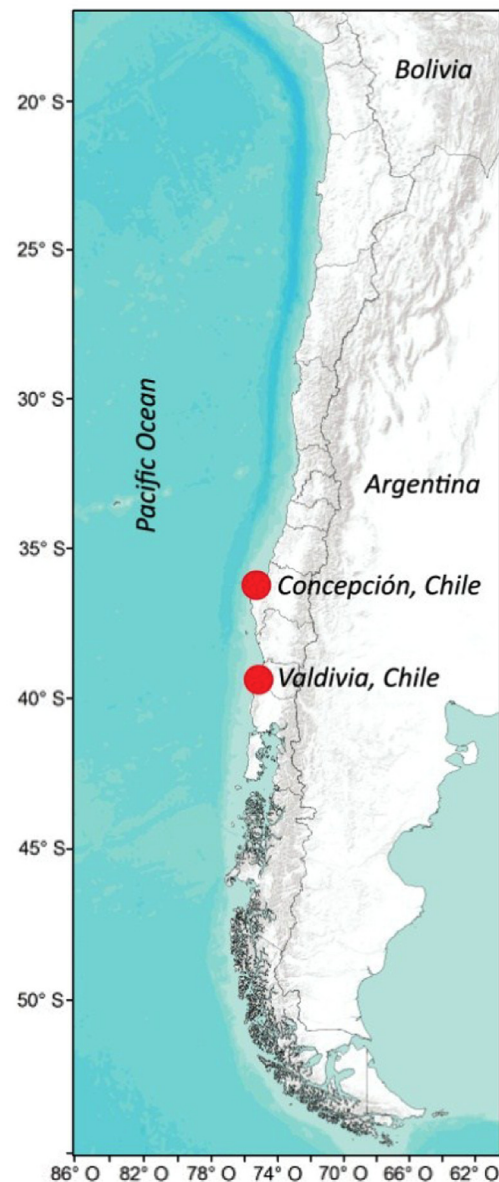 Bolivia
20° S
25° S
30° S
Pacific Ocean
Argentina
35° S
Concepción, Chile
Valdivia, Chile
40° S
45° S
50° S
86° O 82° O 78° O 74° O 70° O 66° O 62° O